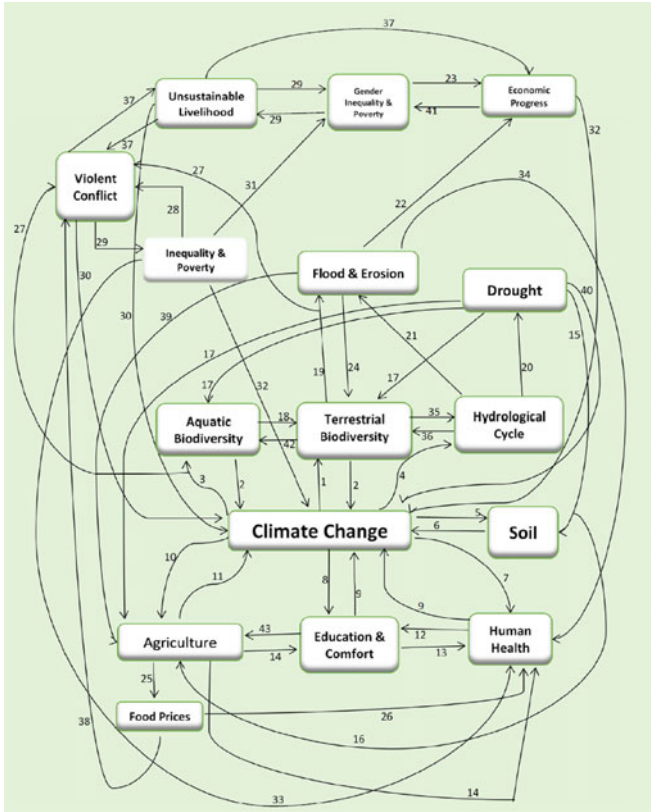 37
29
23
Unsustainable
Livelihood
Gender
Inequality &
Poverty
Economic
Progress
37
29
41
32
37
27
31
34
Violent
Conflict
28
22
27
29
Inequality &
Poverty
Flood & Erosion
30
Drought
30
39
40
15
21
17
32
19
24
17
20
17
Aquatic
Biodiversity
18
42
Terrestrial
Biodiversity
35
36
Hydrological
Cycle
3
2
1
2
4
Climate Change
5
6
Soil
10
11
8
9
7
9
Agriculture
43
14
Education &
Comfort
12
13
Human
Health
25
Food Prices
26
38
16
14
33